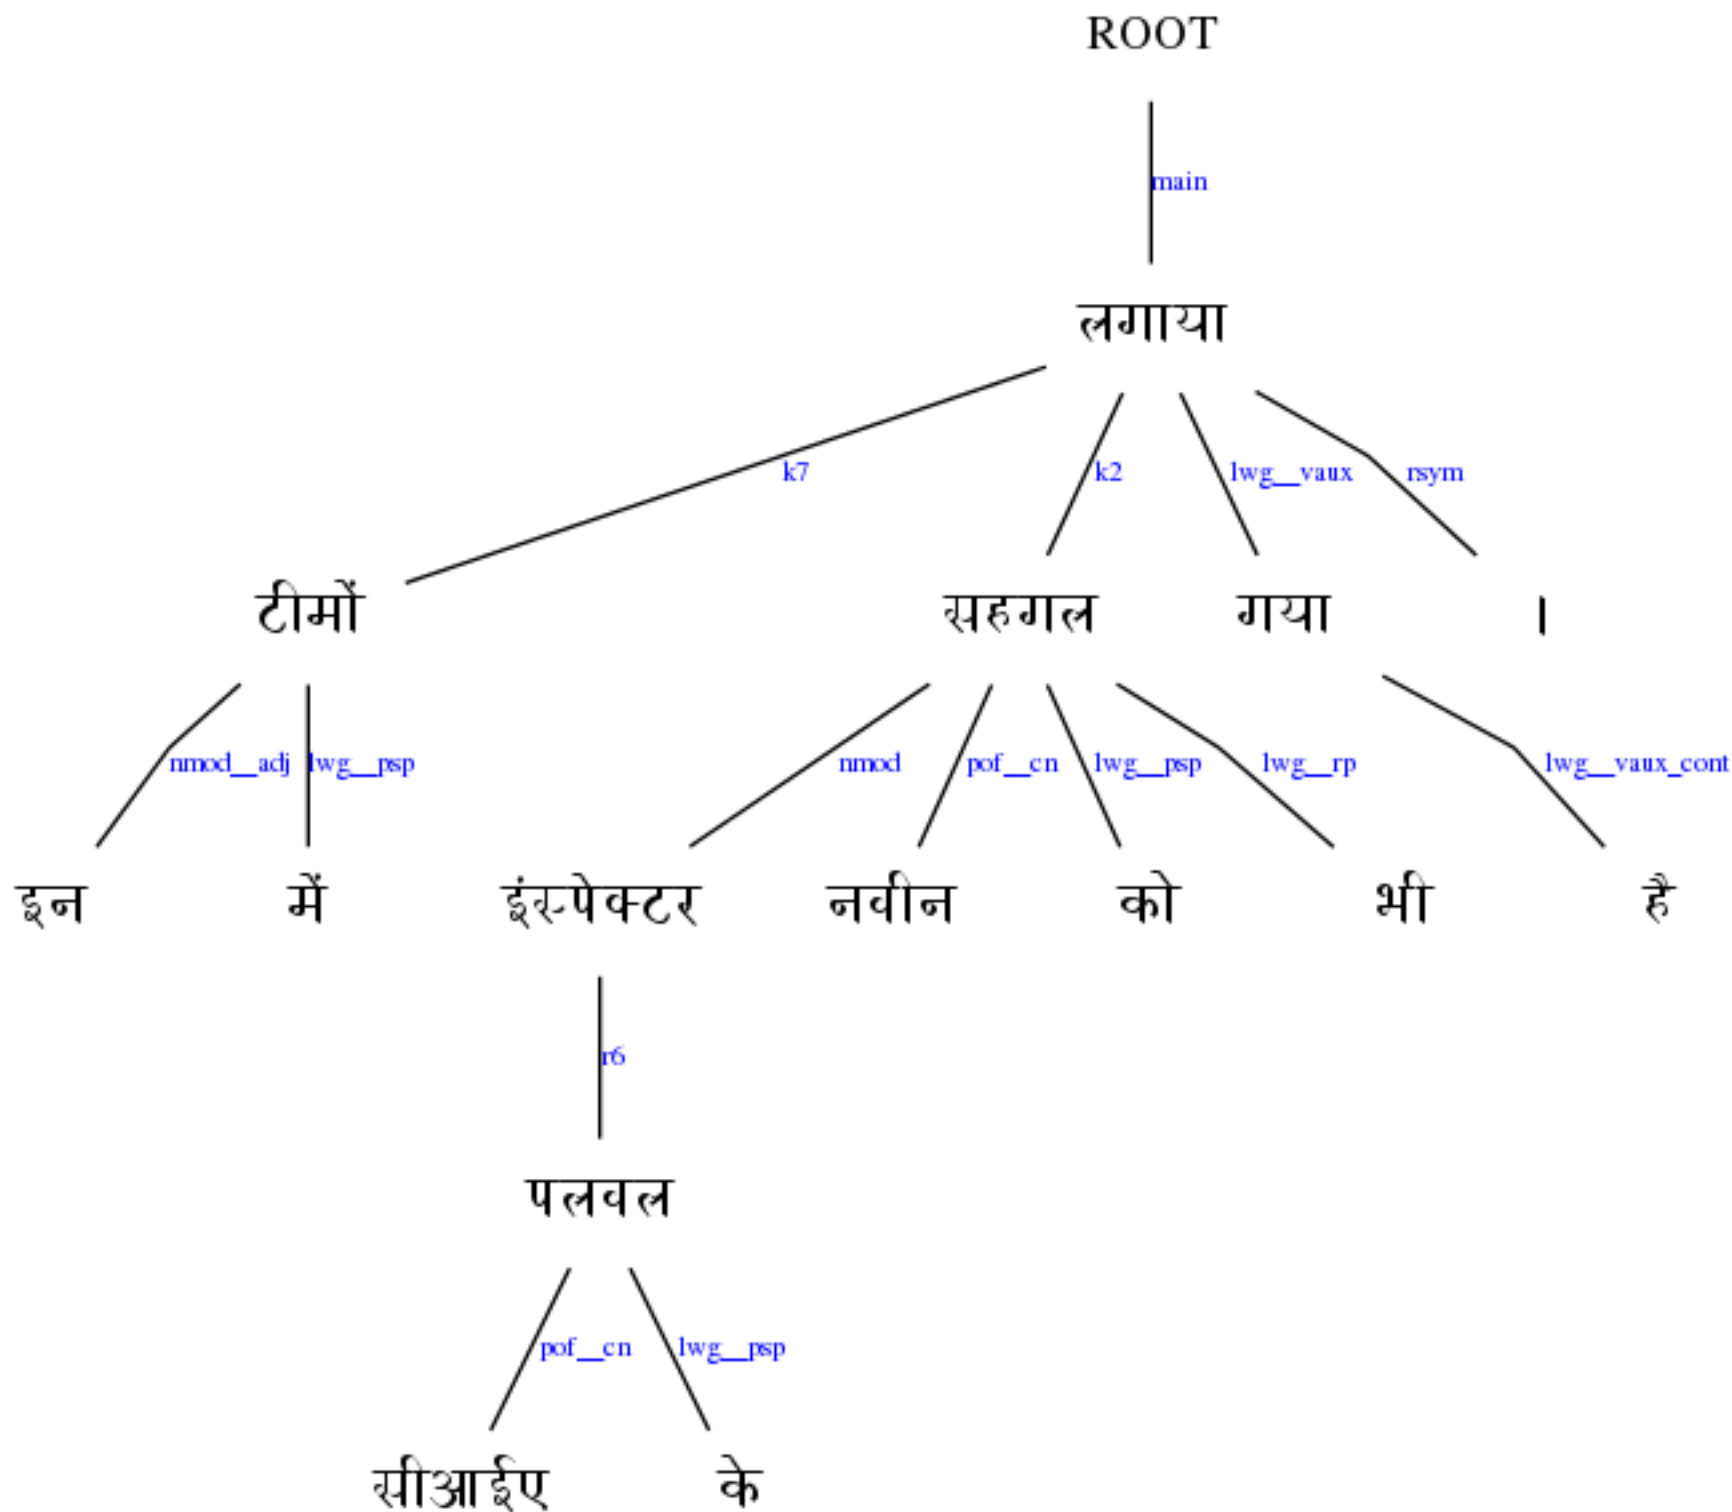 ROOT
main
लगाया
k7 k2 lwg__vaux rsym
टीमों सहगल गया ।
nmod__adj lwg__psp nmod pof__cn lwg__psp lwg__rp lwg__vaux_cont
इन में इंस्पेक्टर नवीन को भी है
r6
पलवल
pof__cn lwg__psp
सीआईए के